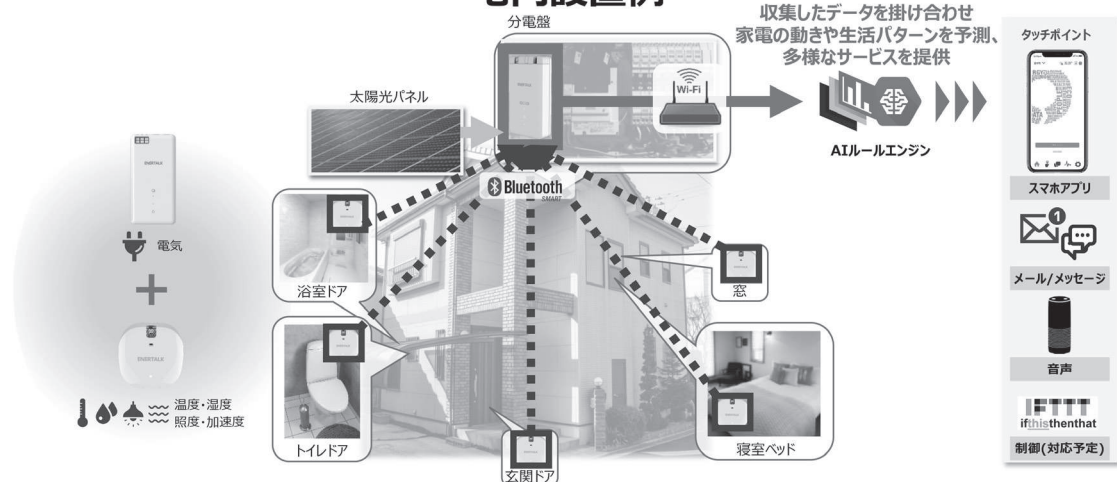 宅内設置例
分電盤
収集したデータを掛け合わせ
家電の動きや生活パターンを予測、
多様なサービスを提供
タッチポイント
太陽光パネル
Wi-Fi
AIルールエンジン
ENERTALK
電気
Bluetooth
SMART
スマホアプリ
浴室ドア
窓
1
メール/メッセージ
ENERTALK
温度・湿度
照度・加速度
トイレドア
玄関ドア
寝室ベッド
音声
IFTTT
ifthisthenthat
制御(対応予定)